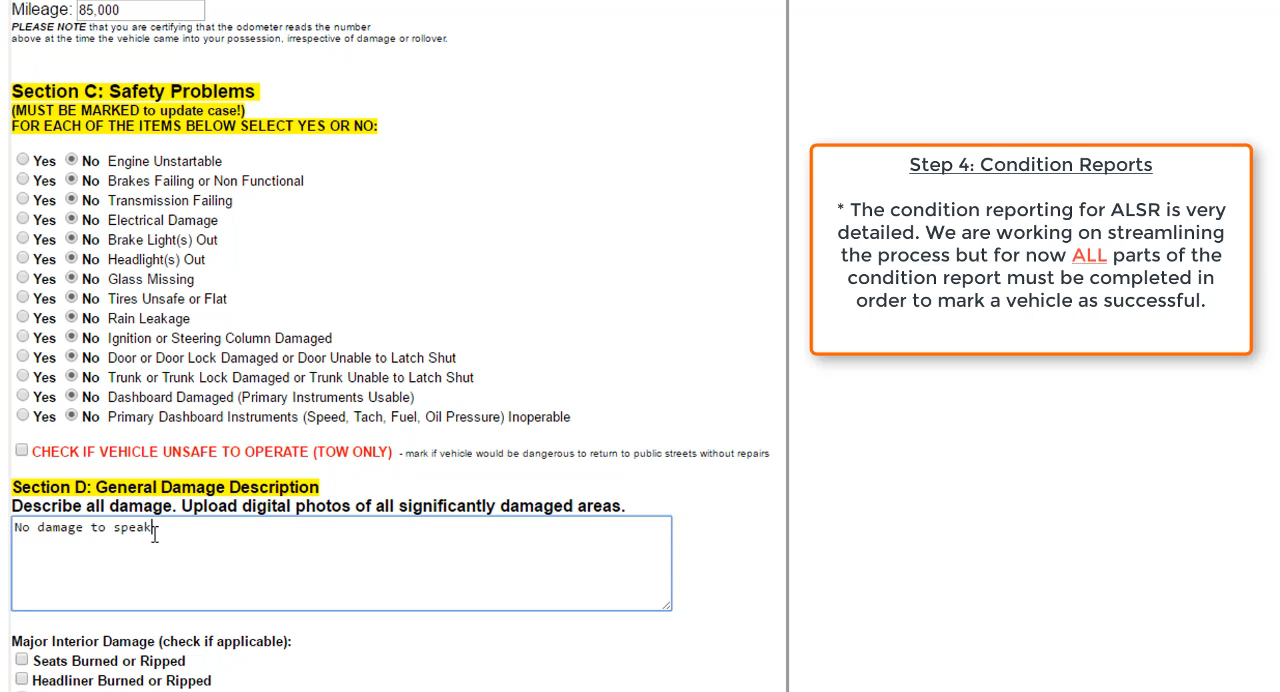 Mileage: 85,000
PLEASE NOTE that you are certifying that the odometer reads the number
above at the time the vehicle came into your possession, irrespective of damage or rollover.
Section C: Safety Problems
(MUST BE MARKED to update case!)
FOR EACH OF THE ITEMS BELOW SELECT YES OR NO:
Yes No Engine Unstartable
Yes No Brakes Failing or Non Functional
Yes No Transmission Failing
Yes No Electrical Damage
Yes No Brake Light(s) Out
Yes No Headlight(s) Out
Yes No Glass Missing
Yes No Tires Unsafe or Flat
Yes No Rain Leakage
Yes No Ignition or Steering Column Damaged
Yes No Door or Door Lock Damaged or Door Unable to Latch Shut
Yes No Trunk or Trunk Lock Damaged or Trunk Unable to Latch Shut
Yes No Dashboard Damaged (Primary Instruments Usable)
Yes No Primary Dashboard Instruments (Speed, Tach, Fuel, Oil Pressure) Inoperable
CHECK IF VEHICLE UNSAFE TO OPERATE (TOW ONLY) - mark if vehicle would be dangerous to return to public streets without repairs
Section D: General Damage Description
Describe all damage. Upload digital photos of all significantly damaged areas.
No damage to speak
Major Interior Damage (check if applicable):
Seats Burned or Ripped
Headliner Burned or Ripped
Step 4: Condition Reports
* The condition reporting for ALSR is very
detailed. We are working on streamlining
the process but for now ALL parts of the
condition report must be completed in
order to mark a vehicle as successful.